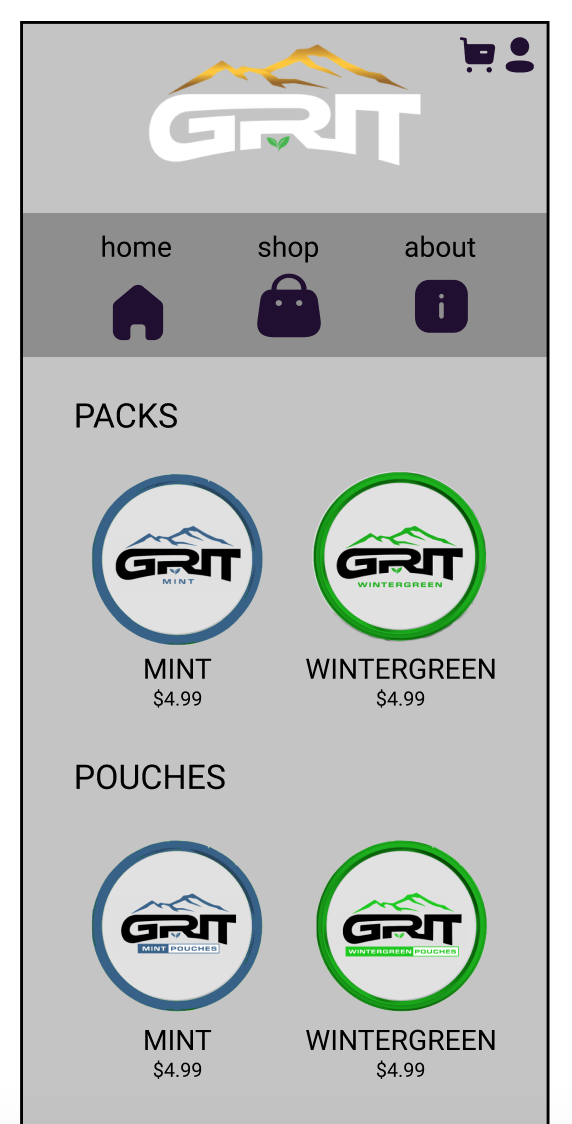 GRIT
home shop about
PACKS
GRIT GRIT
MINT WINTERGREEN
MINT WINTERGREEN
$4.99 $4.99
POUCHES
GRIT GRIT
MINT POUCHES WINTERGREEN POUCHES
MINT WINTERGREEN
$4.99 $4.99